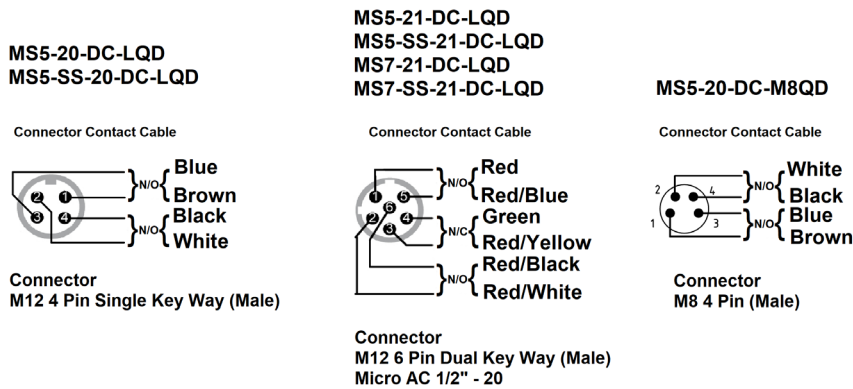 MS5-20-DC-LQD
MS5-SS-20-DC-LQD
Connector Contact Cable
2 1
3 4
N/O
N/O
Blue
Brown
Black
White
Connector
M12 4 Pin Single Key Way (Male)
MS5-21-DC-LQD
MS5-SS-21-DC-LQD
MS7-21-DC-LQD
MS7-SS-21-DC-LQD
Connector Contact Cable
1 5
6
2 4
3
N/O
N/C
N/O
Red
Red/Blue
Green
Red/Yellow
Red/Black
Red/White
Connector
M12 6 Pin Dual Key Way (Male)
Micro AC 1/2" - 20
MS5-20-DC-M8QD
Connector Contact Cable
2 4
1 3
N/O
N/O
White
Black
Blue
Brown
Connector
M8 4 Pin (Male)